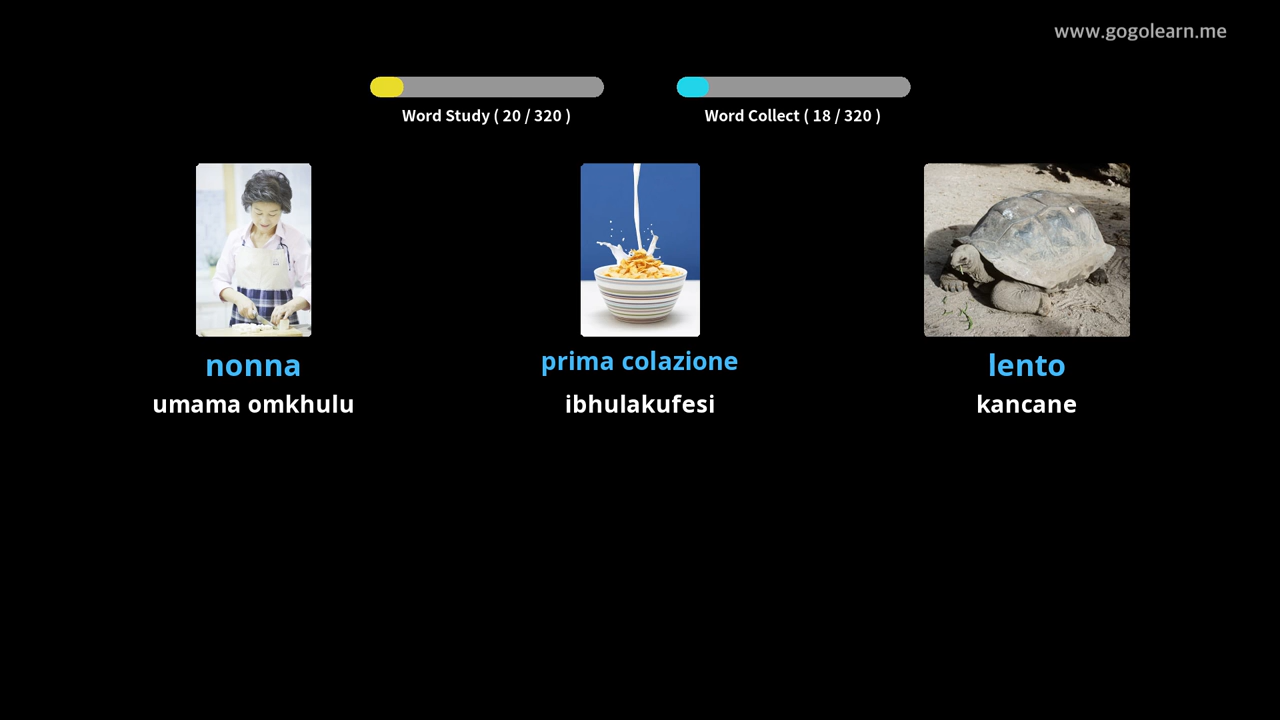 www.gogolearn.me
Word Study ( 20 / 320 )
Word Collect ( 18 / 320 )
nonna
umama omkhulu
prima colazione
ibhulakufesi
lento
kancane